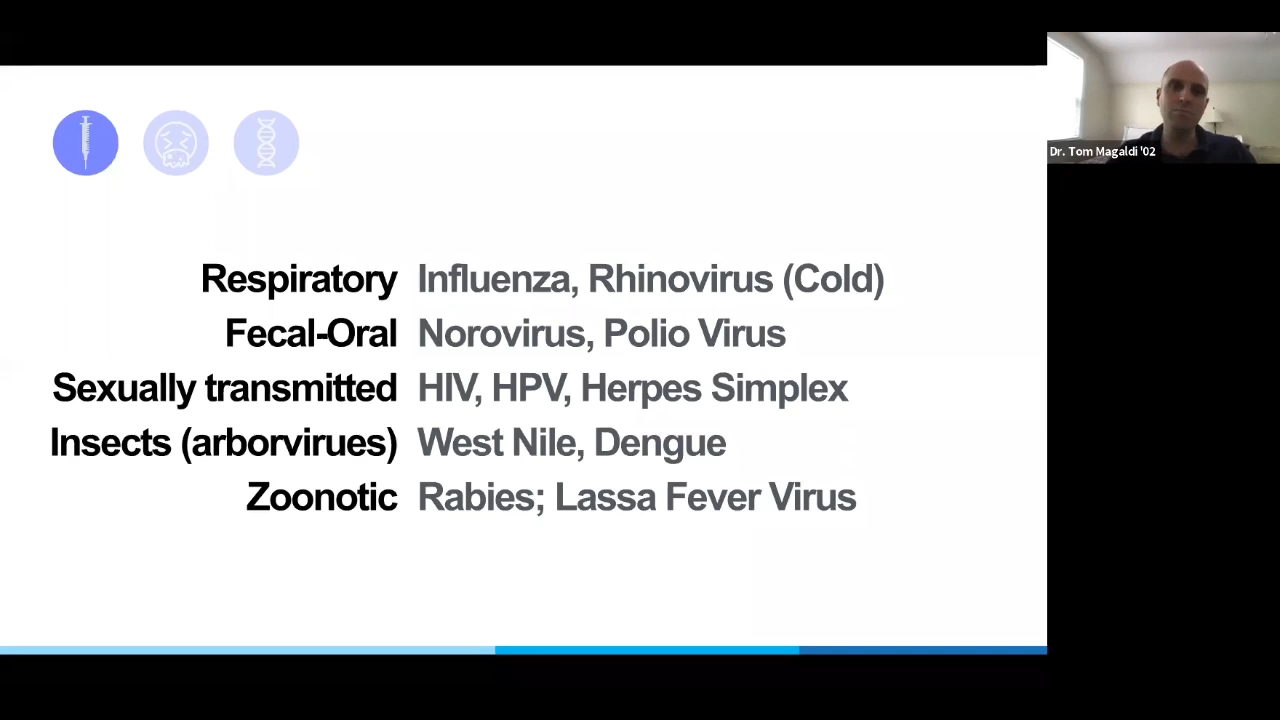 Dr. Tom Magaldi '02
Respiratory Influenza, Rhinovirus (Cold)
Fecal-Oral Norovirus, Polio Virus
Sexually transmitted HIV, HPV, Herpes Simplex
Insects (arborvirues) West Nile, Dengue
Zoonotic Rabies; Lassa Fever Virus